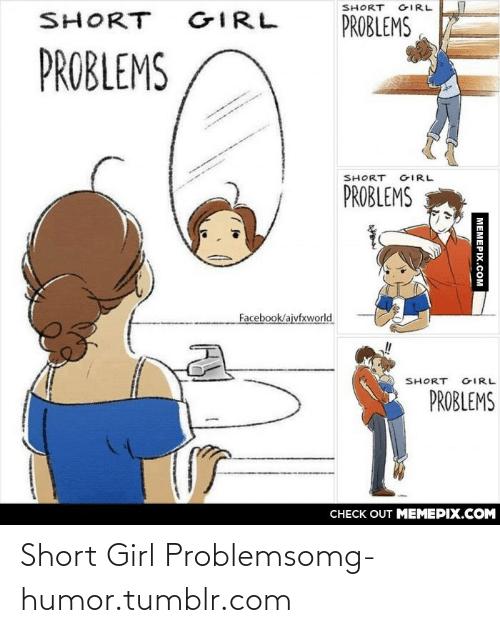 SHORT GIRL
PROBLEMS
Facebook/ajvfxworld
SHORT GIRL
PROBLEMS
SHORT GIRL
PROBLEMS
MEMEPIX.COM
!!
SHORT GIRL
PROBLEMS
CHECK OUT MEMEPIX.COM
Short Girl Problemsomg-
humor.tumblr.com